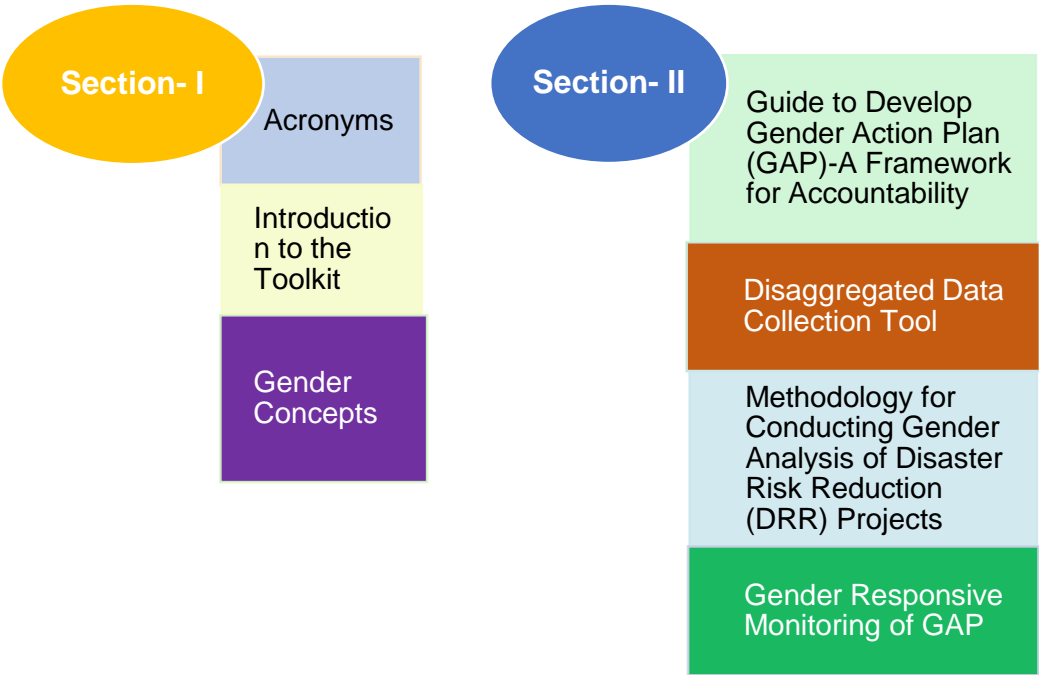 Section- I
Acronyms
Introductio
n to the
Toolkit
Gender
Concepts
Section- II
Guide to Develop
Gender Action Plan
(GAP)-A Framework
for Accountability
Disaggregated Data
Collection Tool
Methodology for
Conducting Gender
Analysis of Disaster
Risk Reduction
(DRR) Projects
Gender Responsive
Monitoring of GAP